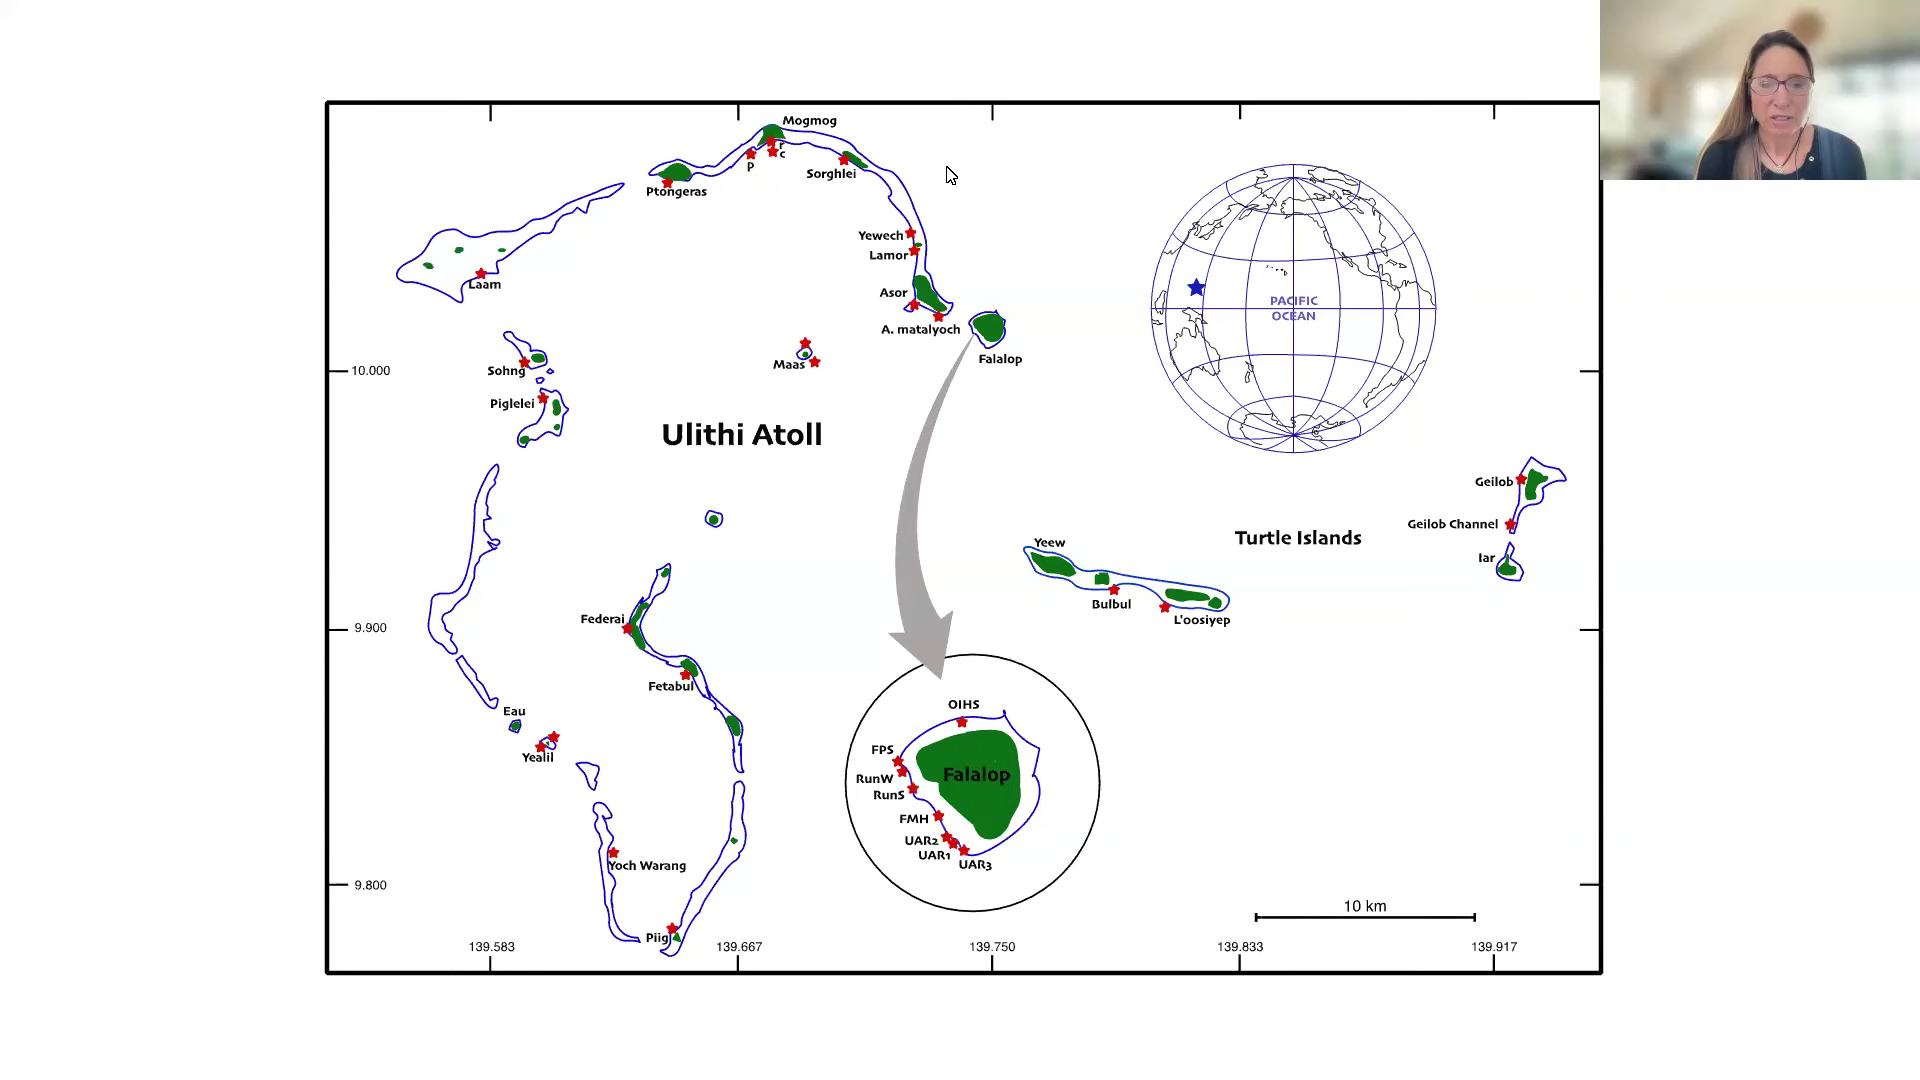 Mogmog
r
c
P
Sorghlei
Ptongeras
Yewech
Lamor
Laam
Asor
A. matalyoch
Falalop
PACIFIC
OCEAN
Maas
Sohng
10.000
Piglelei
Ulithi Atoll
Geilob
Geilob Channel
Turtle Islands
Yeew
Iar
Bulbul
L'oosiyep
Federai
9.900
Fetabul
Eau
Yealil
OIHS
FPS
RunW
Falalop
RunS
FMH
UAR2
UAR1
UAR3
Yoch Warang
9.800
10 km
Piig
139.583
139.667
139.750
139.833
139.917